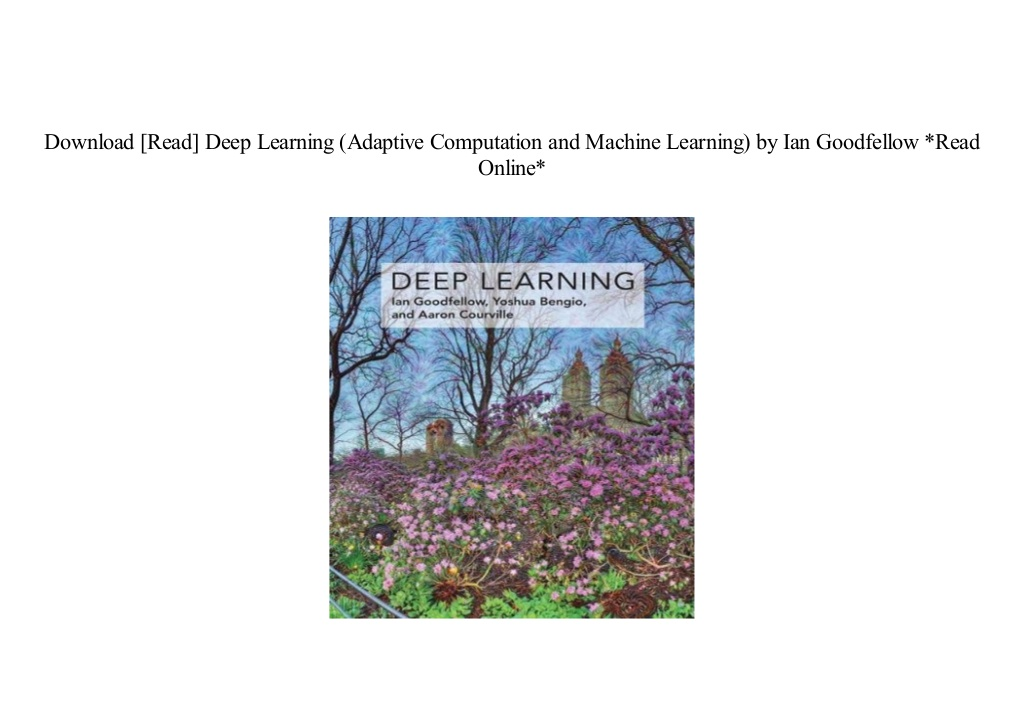 Download [Read] Deep Learning (Adaptive Computation and Machine Learning) by Ian Goodfellow *Read
Online*
DEEP LEARNING
Ian Goodfellow, Yoshua Bengio,
and Aaron Courville